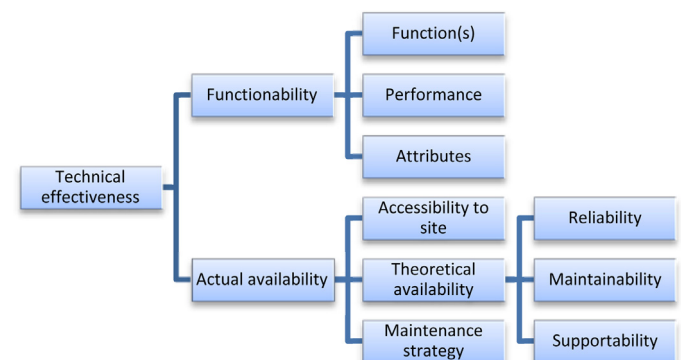 Technical
effectiveness
Functionability
Function(s)
Performance
Attributes
Actual availability
Accessibility to
site
Theoretical
availability
Maintenance
strategy
Reliability
Maintainability
Supportability